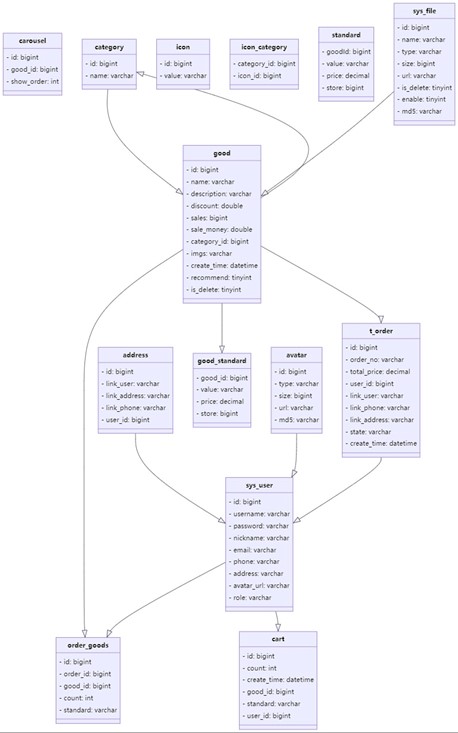 carousel
- id: bigint
- good_id: bigint
- show_order: int
category
- id: bigint
- name: varchar
icon
- id: bigint
- value: varchar
icon_category
- category_id: bigint
- icon_id: bigint
standard
- goodId: bigint
- value: varchar
- price: decimal
- store: bigint
sys_file
- id: bigint
- name: varchar
- type: varchar
- size: bigint
- url: varchar
- is_delete: tinyint
- enable: tinyint
- md5: varchar
good
- id: bigint
- name: varchar
- description: varchar
- discount: double
- sales: bigint
- sale_money: double
- category_id: bigint
- imgs: varchar
- create_time: datetime
- recommend: tinyint
- is_delete: tinyint
address
- id: bigint
- link_user: varchar
- link_address: varchar
- link_phone: varchar
- user_id: bigint
good_standard
- good_id: bigint
- value: varchar
- price: decimal
- store: bigint
avatar
- id: bigint
- type: varchar
- size: bigint
- url: varchar
- md5: varchar
t_order
- id: bigint
- order_no: varchar
- total_price: decimal
- user_id: bigint
- link_user: varchar
- link_phone: varchar
- link_address: varchar
- state: varchar
- create_time: datetime
sys_user
- id: bigint
- username: varchar
- password: varchar
- nickname: varchar
- email: varchar
- phone: varchar
- address: varchar
- avatar_url: varchar
- role: varchar
order_goods
- id: bigint
- order_id: bigint
- good_id: bigint
- count: int
- standard: varchar
cart
- id: bigint
- count: int
- create_time: datetime
- good_id: bigint
- standard: varchar
- user_id: bigint